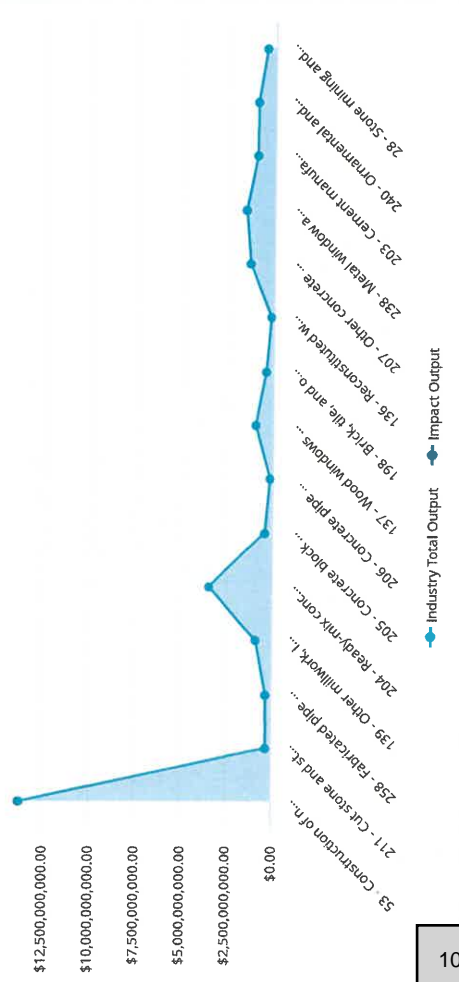 $12,500,000,000.00
$10,000,000,000.00
$7,500,000,000.00
$5,000,000,000.00
$2,500,000,000.00
$0.00
53 - Construction of n...
211 - Cut stone and st...
258 - Fabricated pipe ...
139 - Other millwork, i...
204 - Ready-mix conc...
205 - Concrete block ...
206 - Concrete pipe ...
137 - Wood windows ...
198 - Brick, tile, and o...
136 - Reconstituted w...
207 - Other concrete ...
238 - Metal window a...
203 - Cement manufa...
240 - Ornamental and...
28 - Stone mining and...
Industry Total Output
Impact Output
10